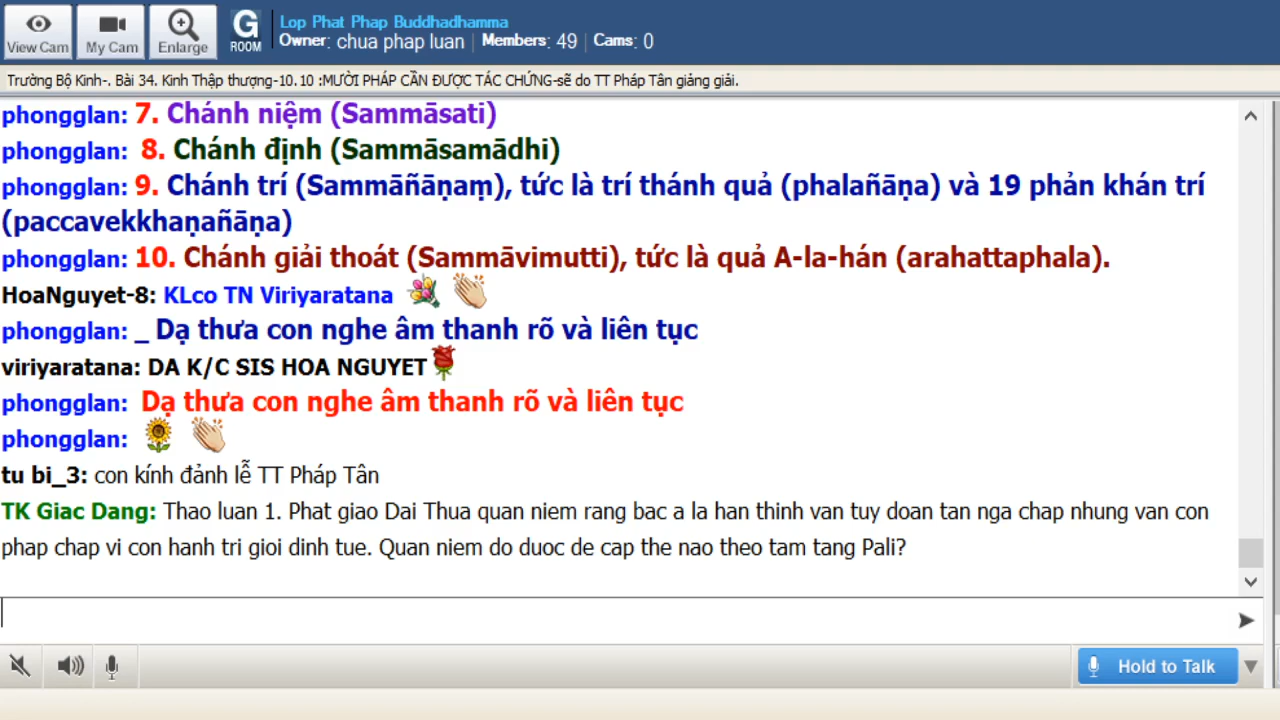 View Cam
My Cam
Enlarge
G
ROOM
Lop Phat Phap Buddhadhamma
Owner: chua phap luan | Members: 49 | Cams: 0
Trường Bộ Kinh-. Bài 34. Kinh Thập thượng-10.10 :MƯỜI PHÁP CẦN ĐƯỢC TÁC CHỨNG-sẽ do TT Pháp Tân giảng giải.
phongglan: 7. Chánh niệm (Sammāsati)
phongglan: 8. Chánh định (Sammāsamādhi)
phongglan: 9. Chánh trí (Sammāñāṇaṃ), tức là trí thánh quả (phalañāṇa) và 19 phản khán trí
(paccavekkhaṇañāṇa)
phongglan: 10. Chánh giải thoát (Sammāvimutti), tức là quả A-la-hán (arahattaphala).
HoaNguyet-8: KLco TN Viriyaratana
phongglan: _ Dạ thưa con nghe âm thanh rõ và liên tục
viriyaratana: DA K/C SIS HOA NGUYET
phongglan: Dạ thưa con nghe âm thanh rõ và liên tục
phongglan:
tu bi_3: con kính đảnh lễ TT Pháp Tân
TK Giac Dang: Thao luan 1. Phat giao Dai Thua quan niem rang bac a la han thinh van tuy doan tan nga chap nhung van con
phap chap vi con hanh tri gioi dinh tue. Quan niem do duoc de cap the nao theo tam tang Pali?
Hold to Talk